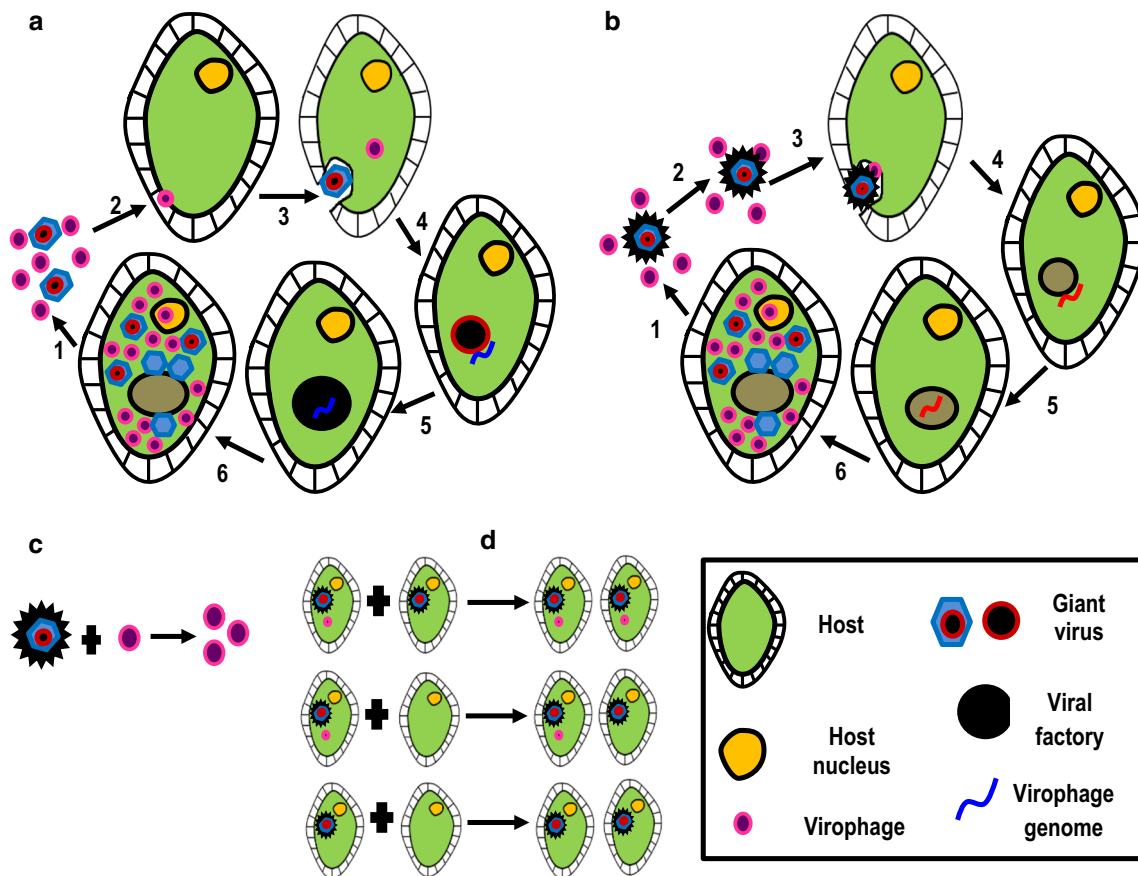 a
b
2
3
4
1
5
6
2
3
4
1
5
6
c
d
Host
Giant
virus
Host
nucleus
Viral
factory
Virophage
Virophage
genome